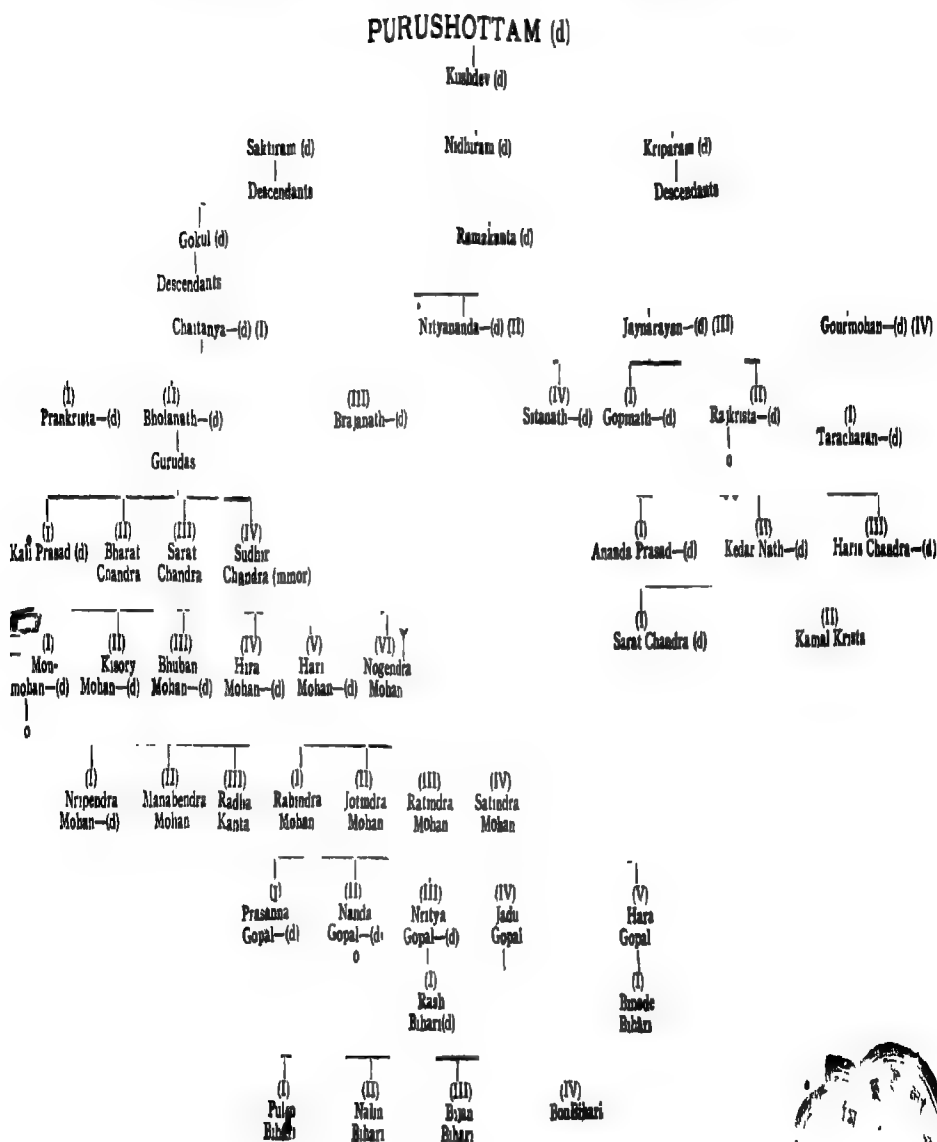 PURUSHOTTAM (d)
Kushdev (d)
Saktiram (d) Nidhiram (d) Kriparam (d)
Descendants Descendants
Gokul (d) Ramakanta (d)
Descendants
Chaitanya—(d) (I) Nityananda—(d) (II) Jaynarayan—(d) (III) Gourmohan—(d) (IV)
(I) (II) (III) (IV) (I) (II)
Prankrista—(d) Bholanath—(d) Brajanath—(d) Sitanath—(d) Gopinath—(d) Rajkrista—(d) (I)
Taracharan—(d)
Gurudas o
(I) (II) (III) (IV) (I) (II) (III)
Kali Prasad (d) Bharat Sarat Sudhir Ananda Prasad—(d) Kedar Nath—(d) Haris Chandra—(d)
Chandra Chandra Chandra (minor)
(I) (II) (III) (IV) (V) (VI) (I) (II)
Mon- Kisory Bhuban Hira Hari Nogendra Sarat Chandra (d) Kamal Krista
mohan—(d) Mohan—(d) Mohan—(d) Mohan—(d) Mohan—(d) Mohan
o
(I) (II) (III) (I) (II) (III) (IV)
Nripendra Manabendra Radha Rabindra Jotindra Ratindra Satindra
Mohan—(d) Mohan Kanta Mohan Mohan Mohan Mohan
(I) (II) (III) (IV) (V)
Prasanna Nanda Nritya Jadu Hara
Gopal—(d) Gopal—(d) Gopal—(d) Gopal Gopal
o
(I) (I)
Rash Binode
Bihari(d) Bihari
(I) (II) (III) (IV)
Pulin Nalin Bijan BonBihari
Bihari Bihari Bihari